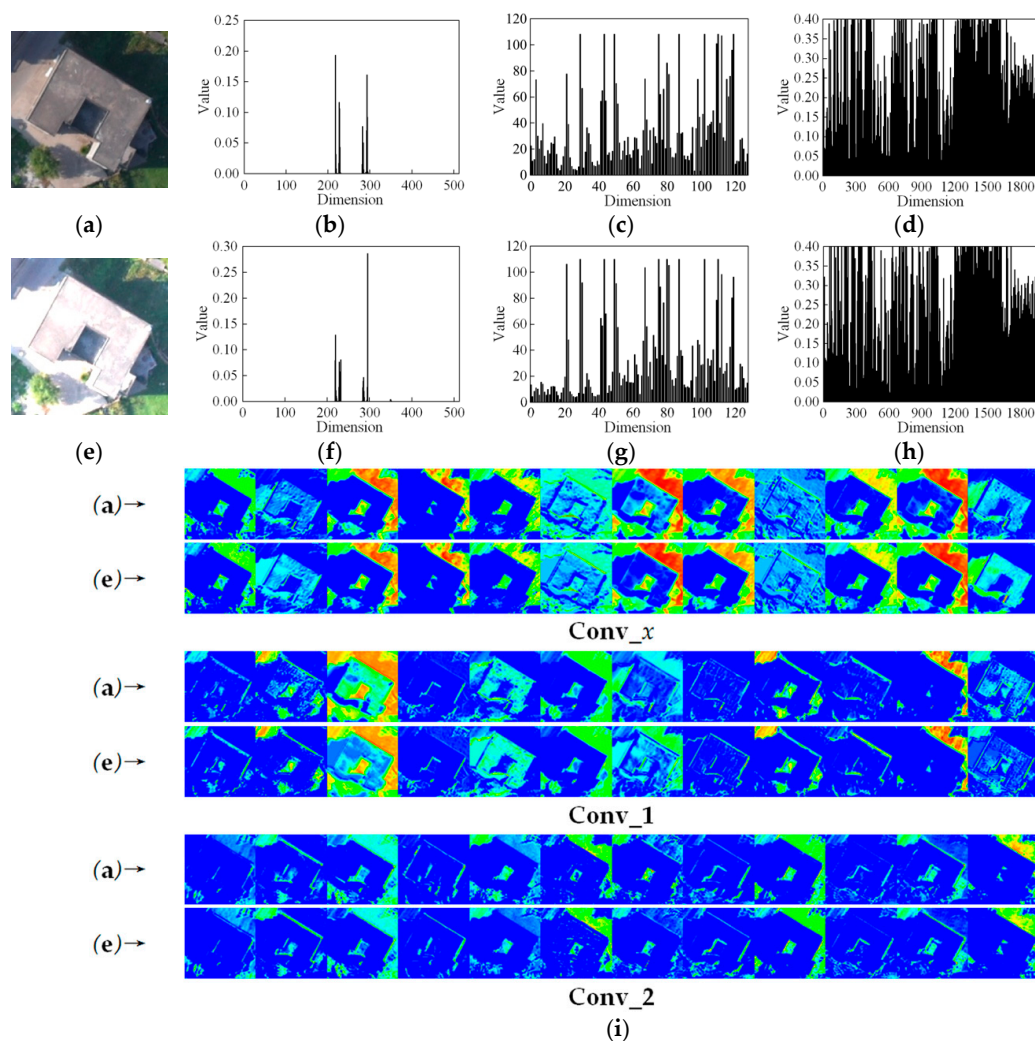 0.25
0.20
0.15
0.10
0.05
0.00
Value
0 100 200 300 400 500
Dimension
120
100
80
60
40
20
0
Value
0 20 40 60 80 100 120
Dimension
0.40
0.35
0.30
0.25
0.20
0.15
0.10
0.05
0.00
Value
0 300 600 900 1200 1500 1800
Dimension
(a) (b) (c) (d)
0.30
0.25
0.20
0.15
0.10
0.05
0.00
Value
0 100 200 300 400 500
Dimension
120
100
80
60
40
20
0
Value
0 20 40 60 80 100 120
Dimension
0.40
0.35
0.30
0.25
0.20
0.15
0.10
0.05
0.00
Value
0 300 600 900 1200 1500 1800
Dimension
(e) (f) (g) (h)
(a)→
(e)→
Conv_x
(a)→
(e)→
Conv_1
(a)→
(e)→
Conv_2
(i)